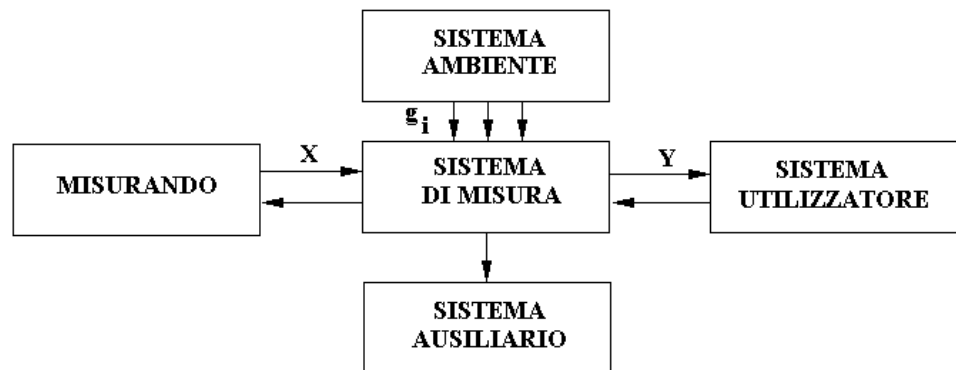 SISTEMA
AMBIENTE
g i
MISURANDO
X
SISTEMA
DI MISURA
Y
SISTEMA
UTILIZZATORE
SISTEMA
AUSILIARIO